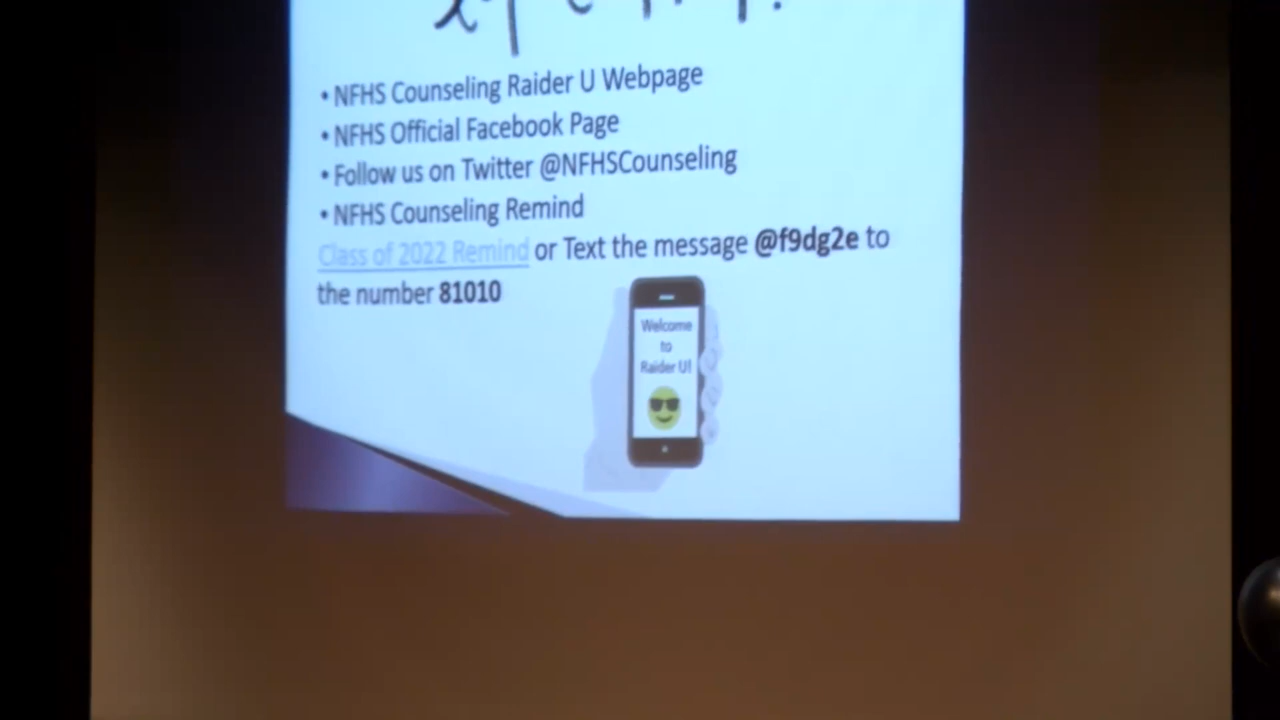 • NFHS Counseling Raider U Webpage
• NFHS Official Facebook Page
• Follow us on Twitter @NFHSCounseling
• NFHS Counseling Remind
Class of 2022 Remind or Text the message @f9dg2e to
the number 81010
Welcome
to
Raider U!